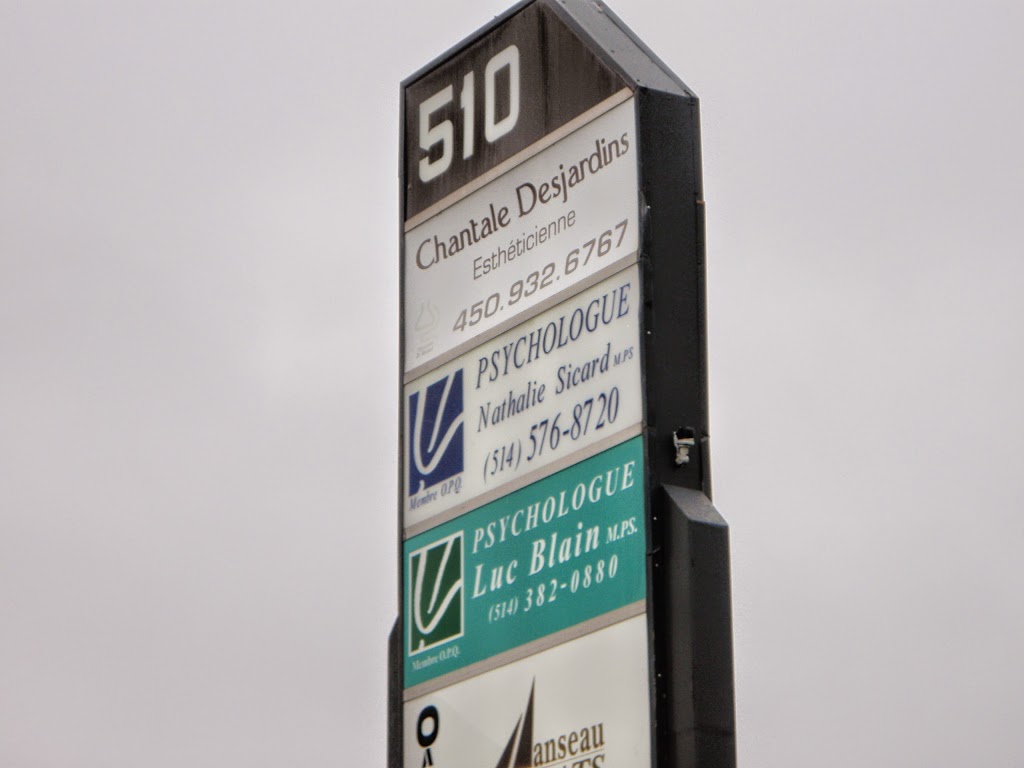 510
Chantale Desjardins
Esthéticienne
450.932.6767
PSYCHOLOGUE
Nathalie Sicard M.PS
(514) 576-8720
Membre O.P.Q.
PSYCHOLOGUE
Luc Blain M.PS.
(514) 382-0880
Membre O.P.Q.
anseau